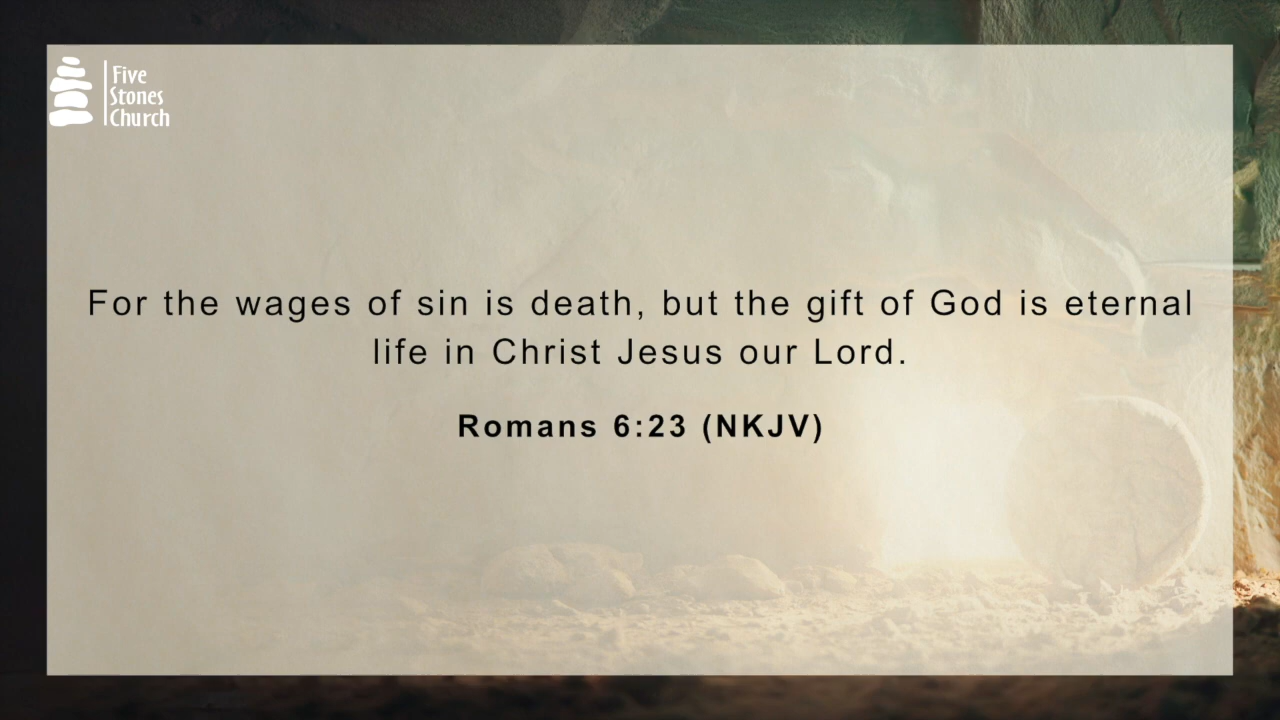 Five
Stones
Church
For the wages of sin is death, but the gift of God is eternal
life in Christ Jesus our Lord.
Romans 6:23 (NKJV)